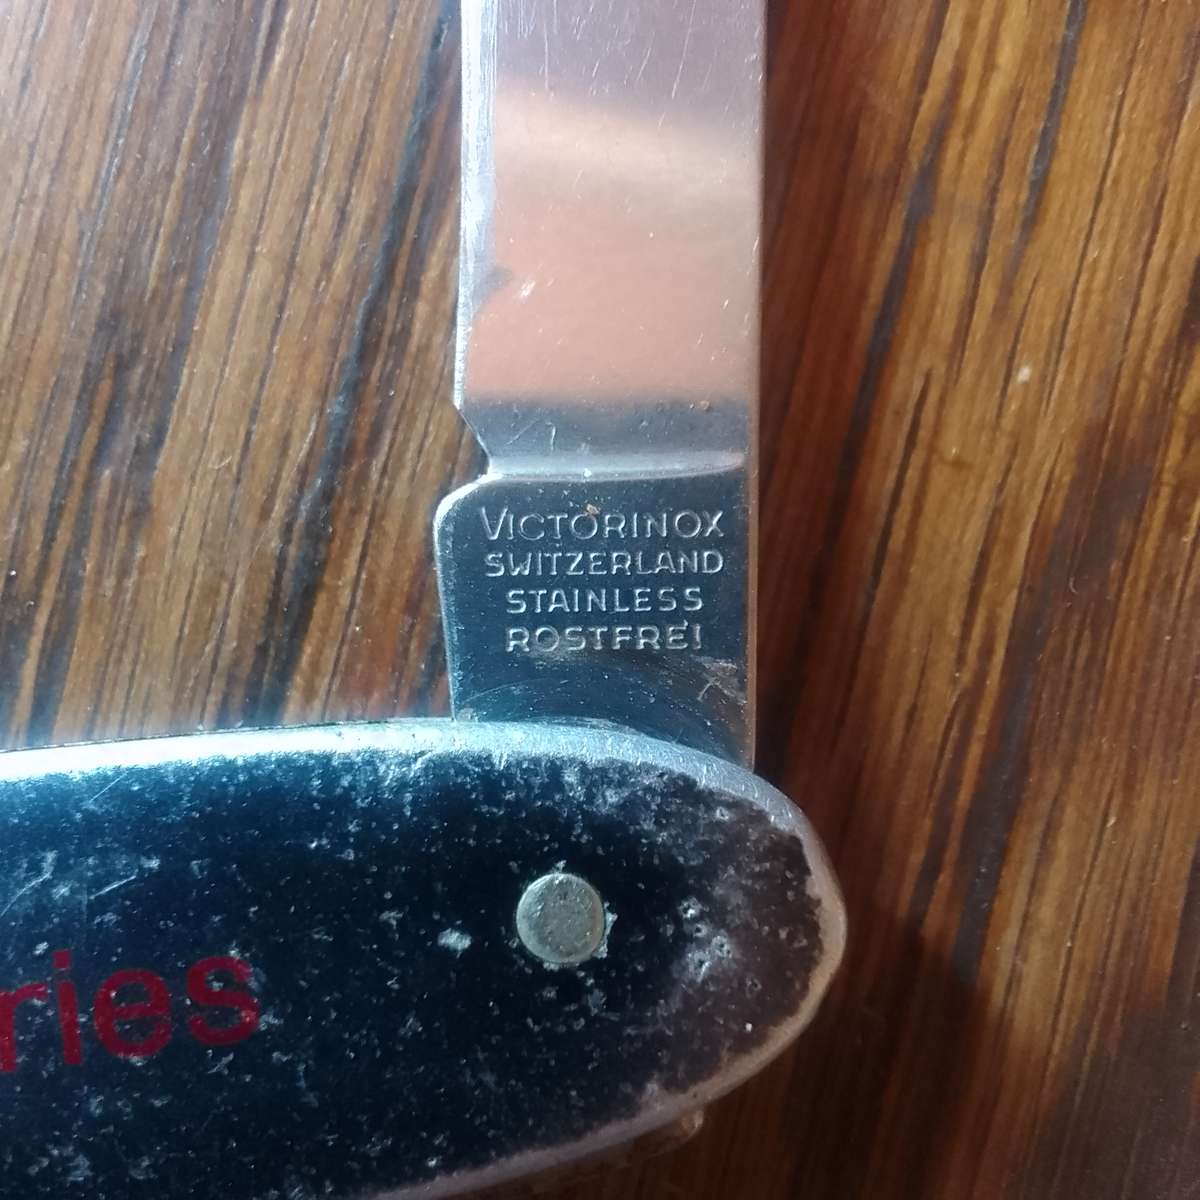 VICTORINOX
SWITZERLAND
STAINLESS
ROSTFREI
ries